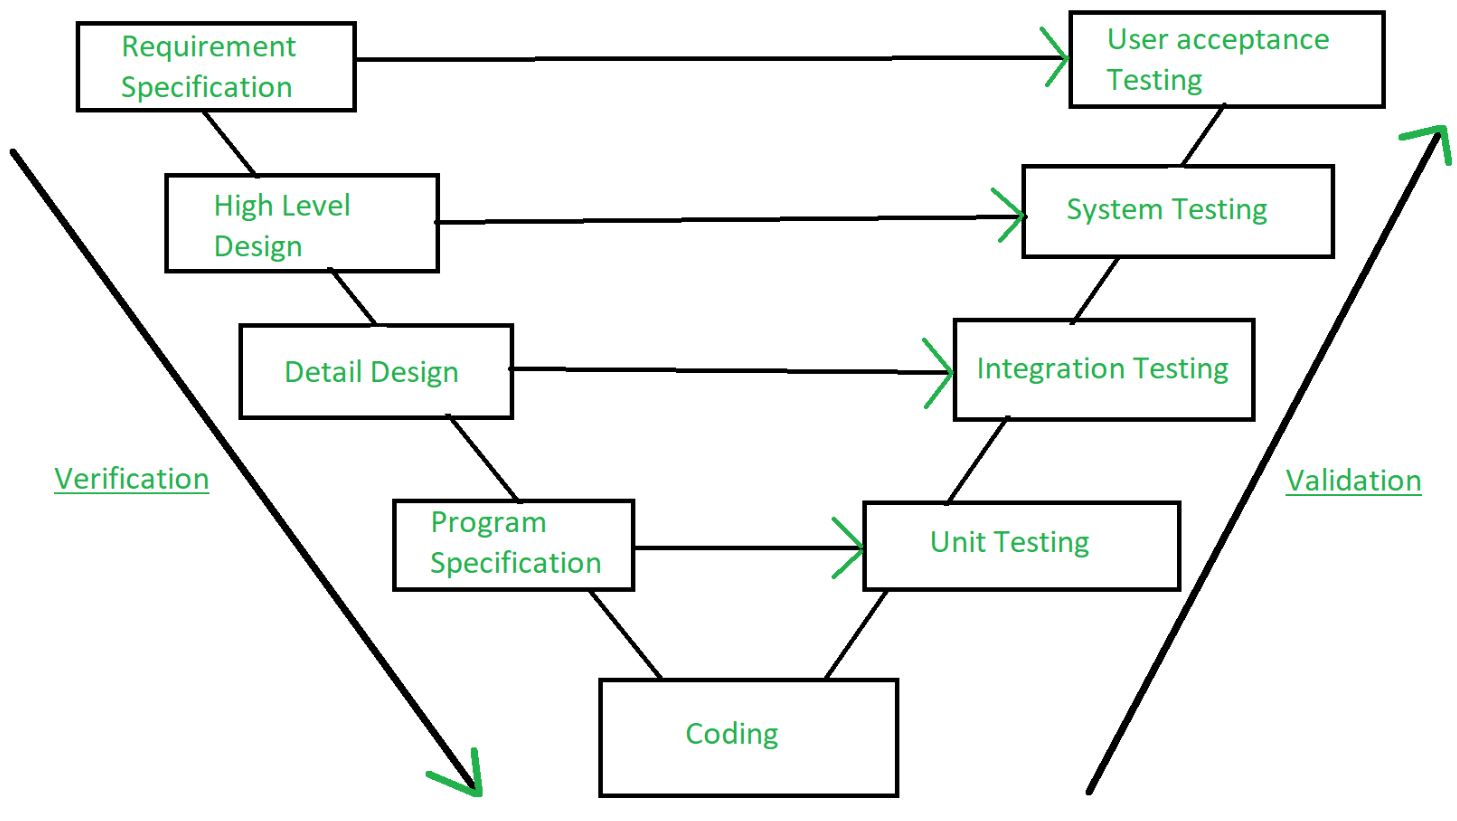 Requirement
Specification
User acceptance
Testing
High Level
Design
System Testing
Detail Design
Integration Testing
Verification
Validation
Program
Specification
Unit Testing
Coding